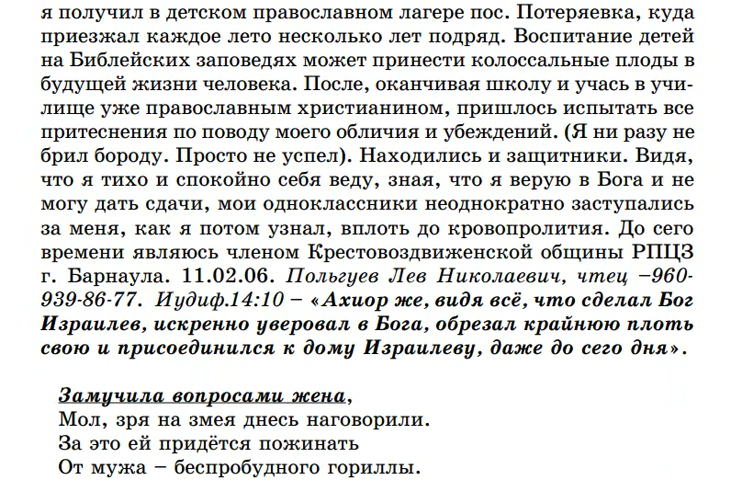 я получил в детском православном лагере пос. Потеряевка, куда
приезжал каждое лето несколько лет подряд. Воспитание детей
на Библейских заповедях может принести колоссальные плоды в
будущей жизни человека. После, оканчивая школу и учась в учи-
лище уже православным христианином, пришлось испытать все
притеснения по поводу моего обличия и убеждений. (Я ни разу не
брил бороду. Просто не успел). Находились и защитники. Видя,
что я тихо и спокойно себя веду, зная, что я верую в Бога и не
могу дать сдачи, мои одноклассники неоднократно заступались
за меня, как я потом узнал, вплоть до кровопролития. До сего
времени являюсь членом Крестовоздвиженской общины РПЦЗ
г. Барнаула. 11.02.06. Польгуев Лев Николаевич, чтец –960-
939-86-77. Иудиф.14:10 – «Ахиор же, видя всё, что сделал Бог
Израилев, искренно уверовал в Бога, обрезал крайнюю плоть
свою и присоединился к дому Израилеву, даже до сего дня».
Замучила вопросами жена,
Мол, зря на змея днесь наговорили.
За это ей придётся пожинать
От мужа – беспробудного гориллы.